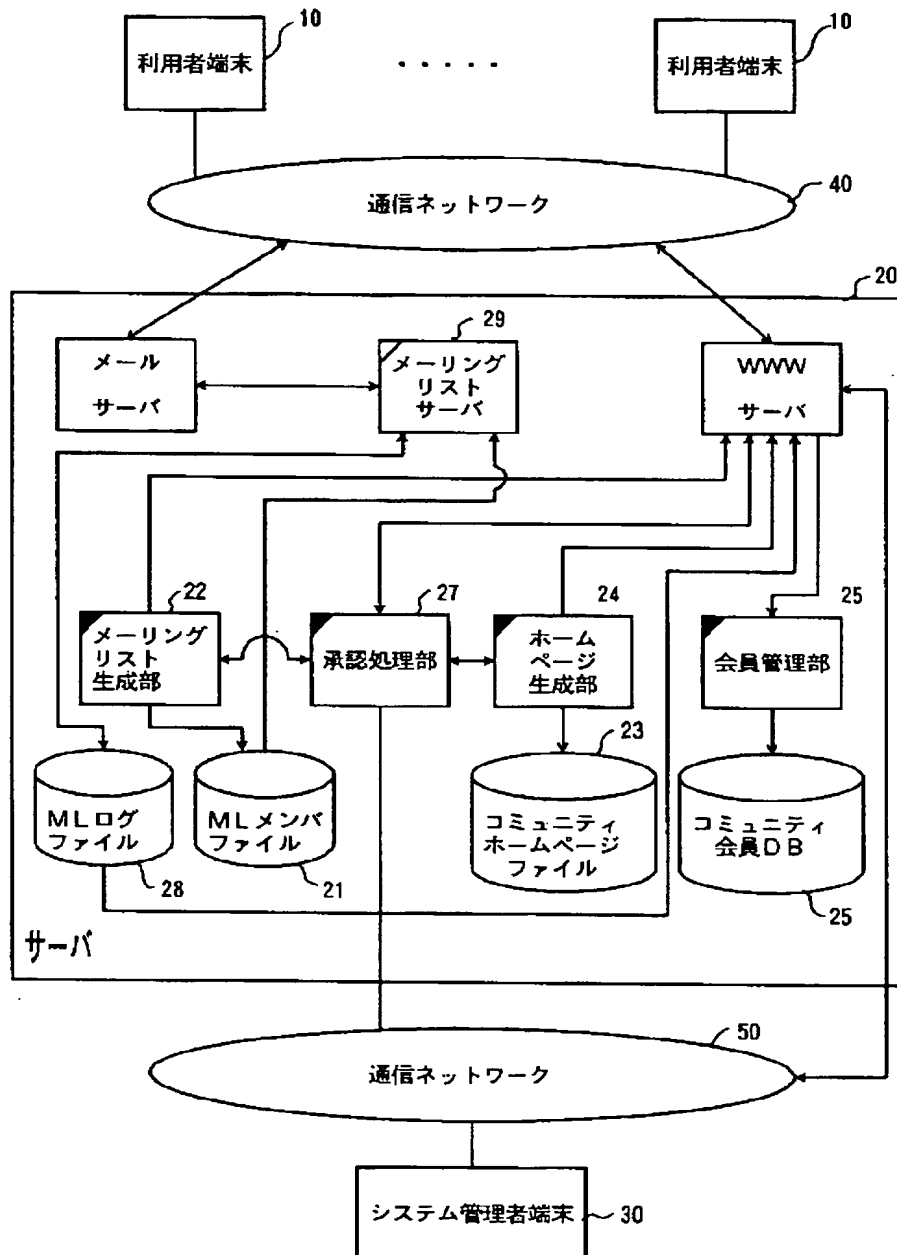 10
10
利用者端末
・・・・・
利用者端末
40
通信ネットワーク
20
29
メール
サーバ
メーリング
リスト
サーバ
WWW
サーバ
22
27
24
25
メーリング
リスト
生成部
承認処理部
ホーム
ページ
生成部
会員管理部
23
MLログ
ファイル
MLメンバ
ファイル
コミュニティ
ホームページ
ファイル
コミュニティ
会員DB
28
21
25
サーバ
50
通信ネットワーク
システム管理者端末
30